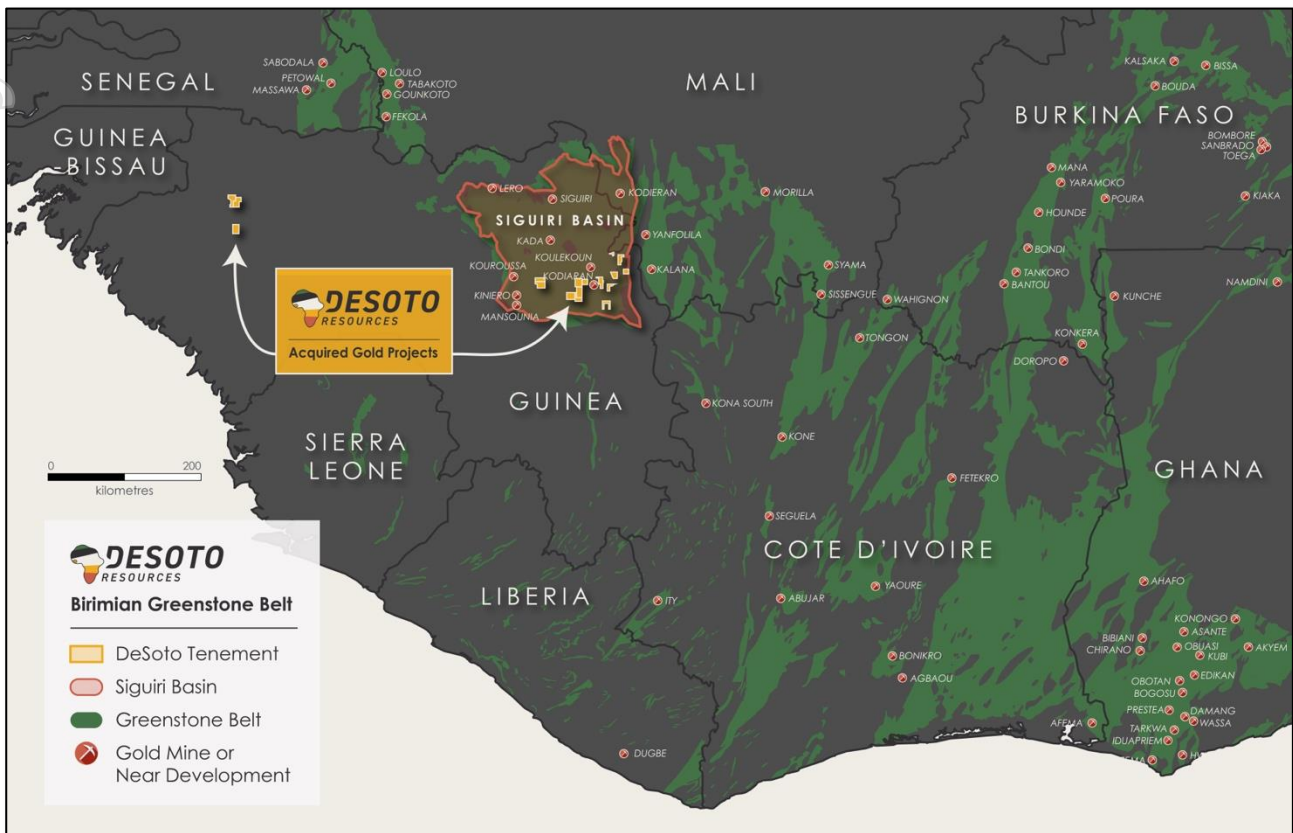 SENEGAL
GUINEA
-BISSAU
MALI
BURKINA FASO
SABODALA
PETOWAL
MASSAWA
LOULO
TABAKOTO
GOUNKOTO
FEKOLA
KALSAKA
BISSA
BOUDA
BOMBORE
SANBRADO
TOEGA
KIAKA
MANA
YARAMOKO
POURA
HOUNDE
BONDI
TANKORO
BANTOU
LERO
SIGUIRI
KODIERAN
SIGUIRI BASIN
KADA
KOULEKOUN
KOUROUSSA
KODIARAN
KINIERO
MANSOUNIA
YANFOLILA
KALANA
MORILLA
SYAMA
SISSENGUE
WAHIGNON
TONGON
KUNCHE
NAMDINI
KONKERA
DOROPO
DESOTO
RESOURCES
Acquired Gold Projects
GUINEA
SIERRA
LEONE
LIBERIA
COTE D'IVOIRE
GHANA
KONA SOUTH
KONE
FETEKRO
SEGUELA
YAOURE
ABUJAR
ITY
BONIKRO
AGBAOU
DUGBE
AFEMA
AHAFO
KONONGO
ASANTE
BIBIANI
CHIRANO
OBUASI
KUBI
AKYEM
EDIKAN
OBOTAN
BOGOSU
PRESTEA
DAMANG
WASSA
TARKWA
IDUAPRIEM
0 200
kilometres
DESOTO
RESOURCES
Birimian Greenstone Belt
DeSoto Tenement
Siguiri Basin
Greenstone Belt
Gold Mine or
Near Development